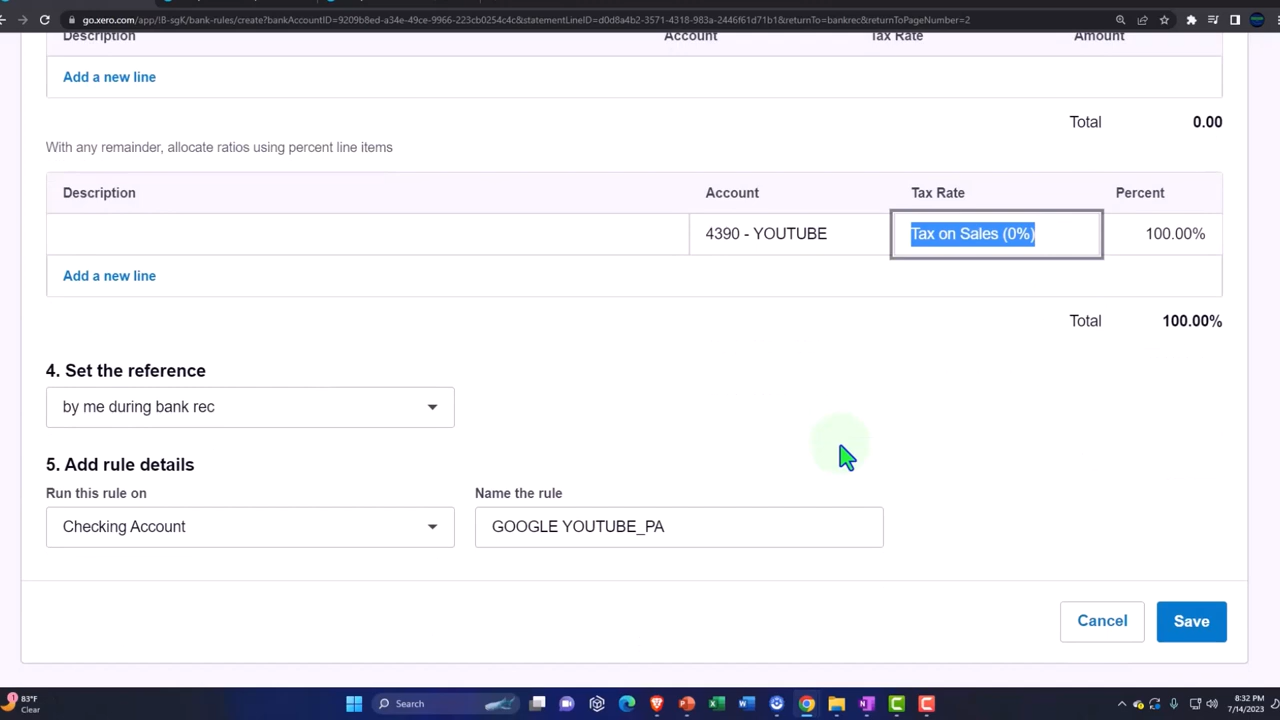 go.xero.com/app/!B-sgK/bank-rules/create?bankAccountID=9209b8ed-a34e-49ce-9966-223cb0254c4c&statementLineID=d0d8a4b2-3571-4318-983a-2446f61d71b1&returnTo=bankrec&returnToPageNumber=2
Description Account Tax Rate Amount
Add a new line
Total 0.00
With any remainder, allocate ratios using percent line items
Description Account Tax Rate Percent
4390 - YOUTUBE Tax on Sales (0%) 100.00%
Add a new line
Total 100.00%
4. Set the reference
by me during bank rec
5. Add rule details
Run this rule on Name the rule
Checking Account GOOGLE YOUTUBE_PA
Cancel Save
83°F
Clear
Search
8:32 PM
7/14/2023